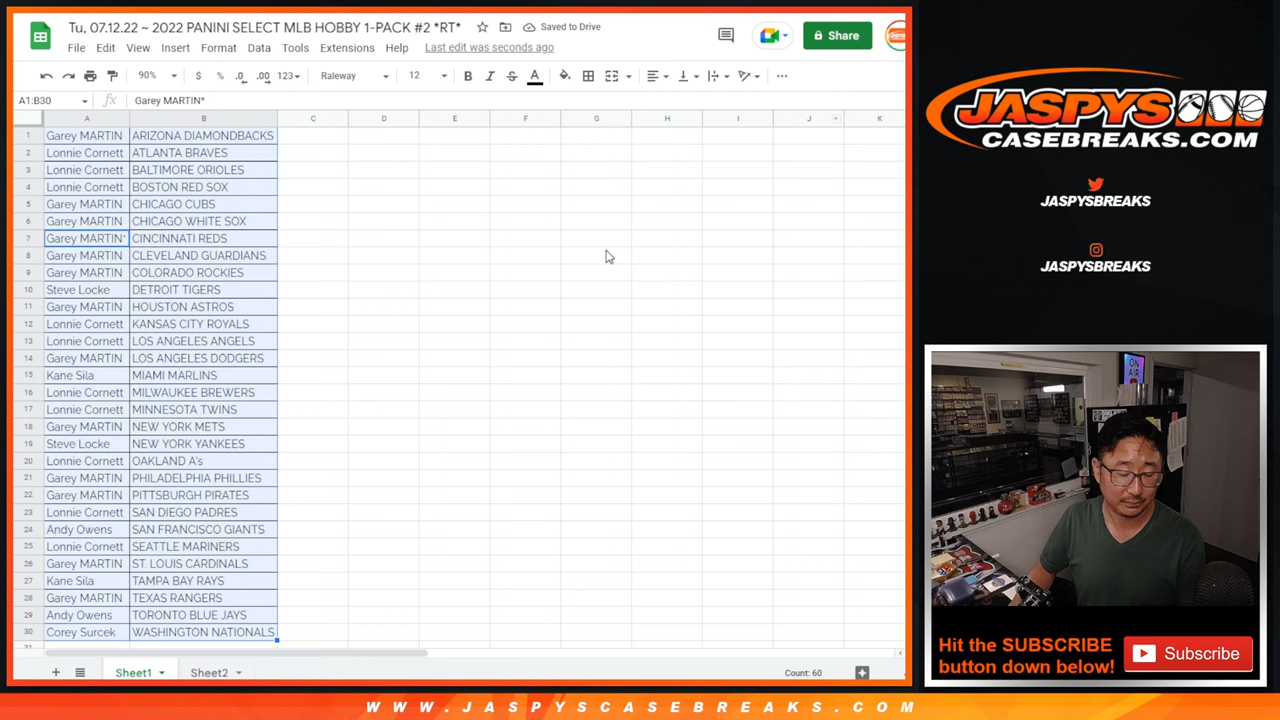 Tu, 07.12.22 ~ 2022 PANINI SELECT MLB HOBBY 1-PACK #2 *RT*
Saved to Drive
Share
File Edit View Insert Format Data Tools Extensions Help Last edit was seconds ago
90% $ % .0 .00 123 Raleway 12 B I S A
A1:B30 fx Garey MARTIN*
A B C D E F G H I J K
1 Garey MARTIN ARIZONA DIAMONDBACKS
2 Lonnie Cornett ATLANTA BRAVES
3 Lonnie Cornett BALTIMORE ORIOLES
4 Lonnie Cornett BOSTON RED SOX
5 Garey MARTIN CHICAGO CUBS
6 Garey MARTIN CHICAGO WHITE SOX
7 Garey MARTIN* CINCINNATI REDS
8 Garey MARTIN CLEVELAND GUARDIANS
9 Garey MARTIN COLORADO ROCKIES
10 Steve Locke DETROIT TIGERS
11 Garey MARTIN HOUSTON ASTROS
12 Lonnie Cornett KANSAS CITY ROYALS
13 Lonnie Cornett LOS ANGELES ANGELS
14 Garey MARTIN LOS ANGELES DODGERS
15 Kane Sila MIAMI MARLINS
16 Lonnie Cornett MILWAUKEE BREWERS
17 Lonnie Cornett MINNESOTA TWINS
18 Garey MARTIN NEW YORK METS
19 Steve Locke NEW YORK YANKEES
20 Lonnie Cornett OAKLAND A's
21 Garey MARTIN PHILADELPHIA PHILLIES
22 Garey MARTIN PITTSBURGH PIRATES
23 Lonnie Cornett SAN DIEGO PADRES
24 Andy Owens SAN FRANCISCO GIANTS
25 Lonnie Cornett SEATTLE MARINERS
26 Garey MARTIN ST. LOUIS CARDINALS
27 Kane Sila TAMPA BAY RAYS
28 Garey MARTIN TEXAS RANGERS
29 Andy Owens TORONTO BLUE JAYS
30 Corey Surcek WASHINGTON NATIONALS
Sheet1 Sheet2 Count: 60
JASPYS
CASEBREAKS.COM
JASPYSBREAKS
JASPYSBREAKS
ON
AIR
Hit the SUBSCRIBE
button down below!
Subscribe
WWW.JASPYSCASEBREAKS.COM